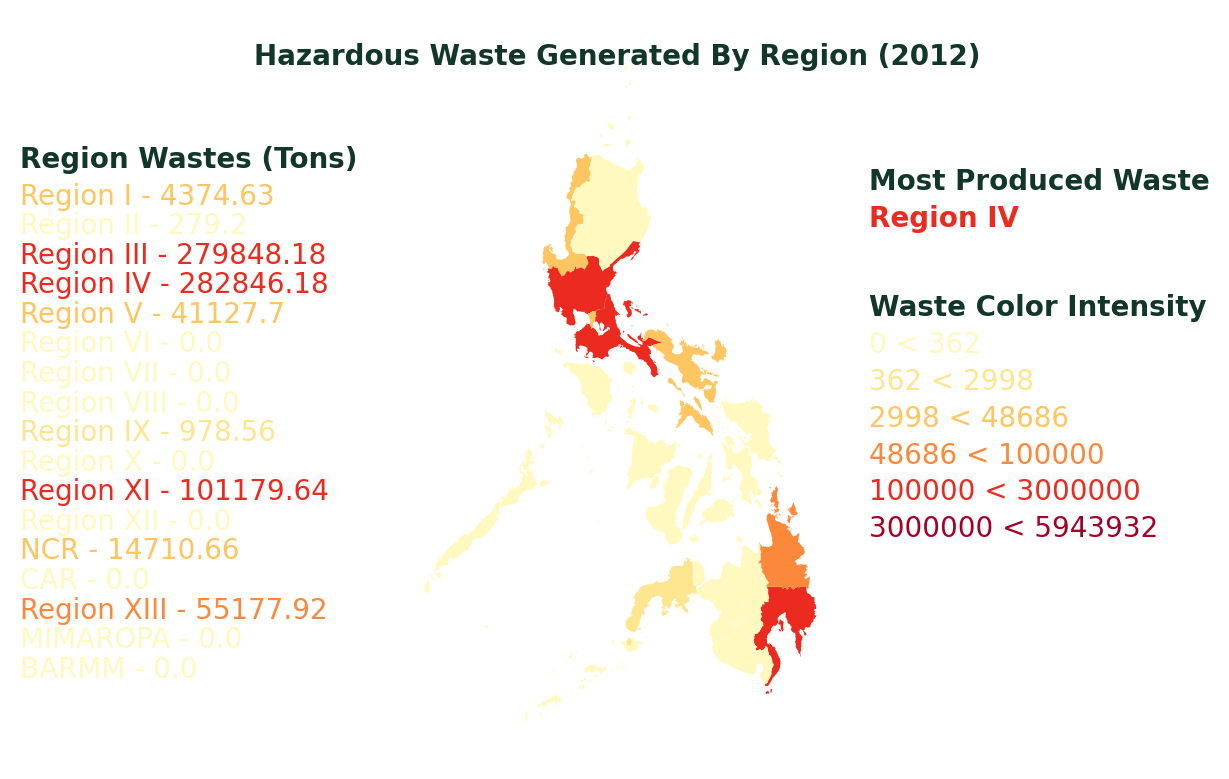 Hazardous Waste Generated By Region (2012)
Region Wastes (Tons)
Region I - 4374.63
Region II - 279.2
Region III - 279848.18
Region IV - 282846.18
Region V - 41127.7
Region VI - 0.0
Region VII - 0.0
Region VIII - 0.0
Region IX - 978.56
Region X - 0.0
Region XI - 101179.64
Region XII - 0.0
NCR - 14710.66
CAR - 0.0
Region XIII - 55177.92
MIMAROPA - 0.0
BARMM - 0.0
Most Produced Waste
Region IV
Waste Color Intensity
0 < 362
362 < 2998
2998 < 48686
48686 < 100000
100000 < 3000000
3000000 < 5943932